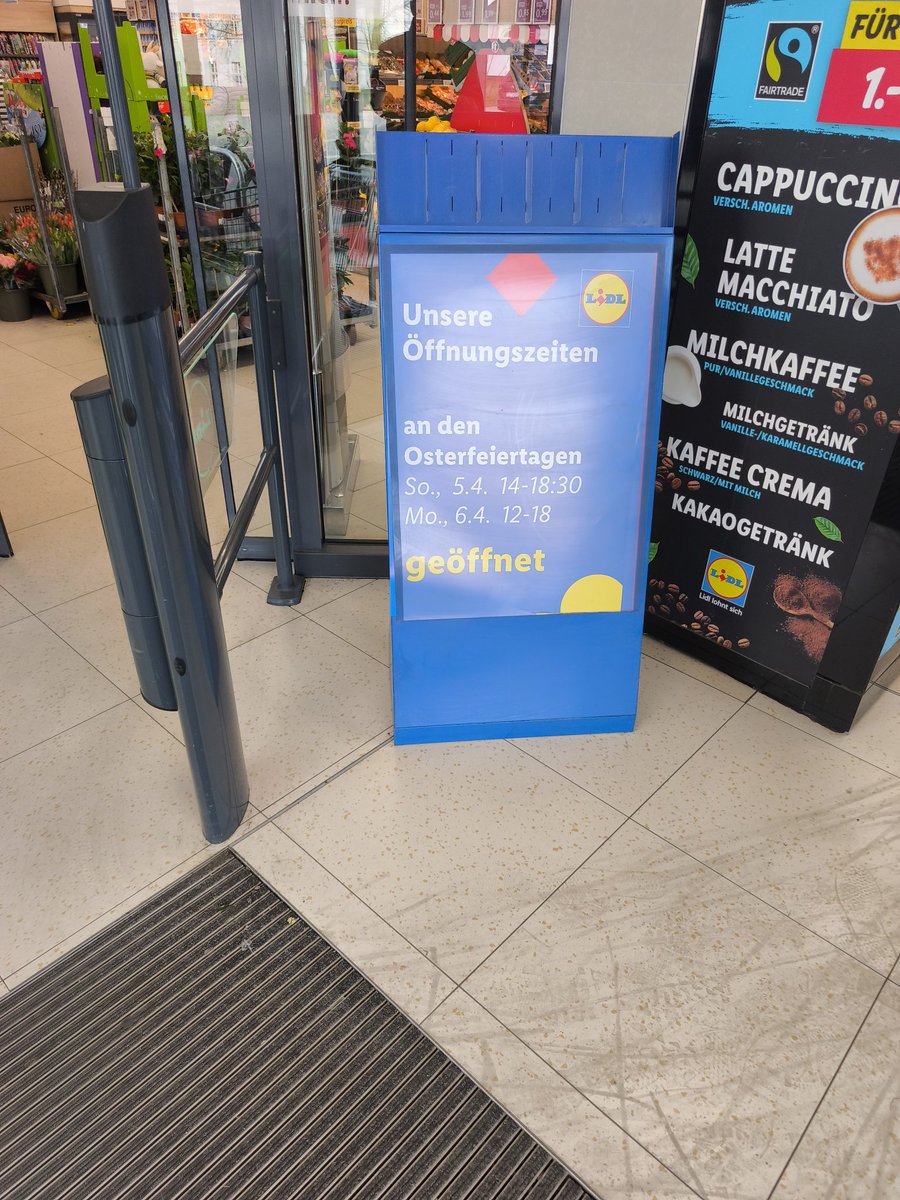 LIDL
Unsere
Öffnungszeiten
an den
Osterfeiertagen
So., 5.4. 14-18:30
Mo., 6.4. 12-18
geöffnet
FAIRTRADE
FÜR
1.-
CAPPUCCIN
VERSCH. AROMEN
LATTE
MACCHIATO
VERSCH. AROMEN
MILCHKAFFEE
PUR/VANILLEGESCHMACK
MILCHGETRÄNK
VANILLE-/KARAMELLGESCHMACK
KAFFEE CREMA
SCHWARZ/MIT MILCH
KAKAOGETRÄNK
LIDL
Lidl lohnt sich